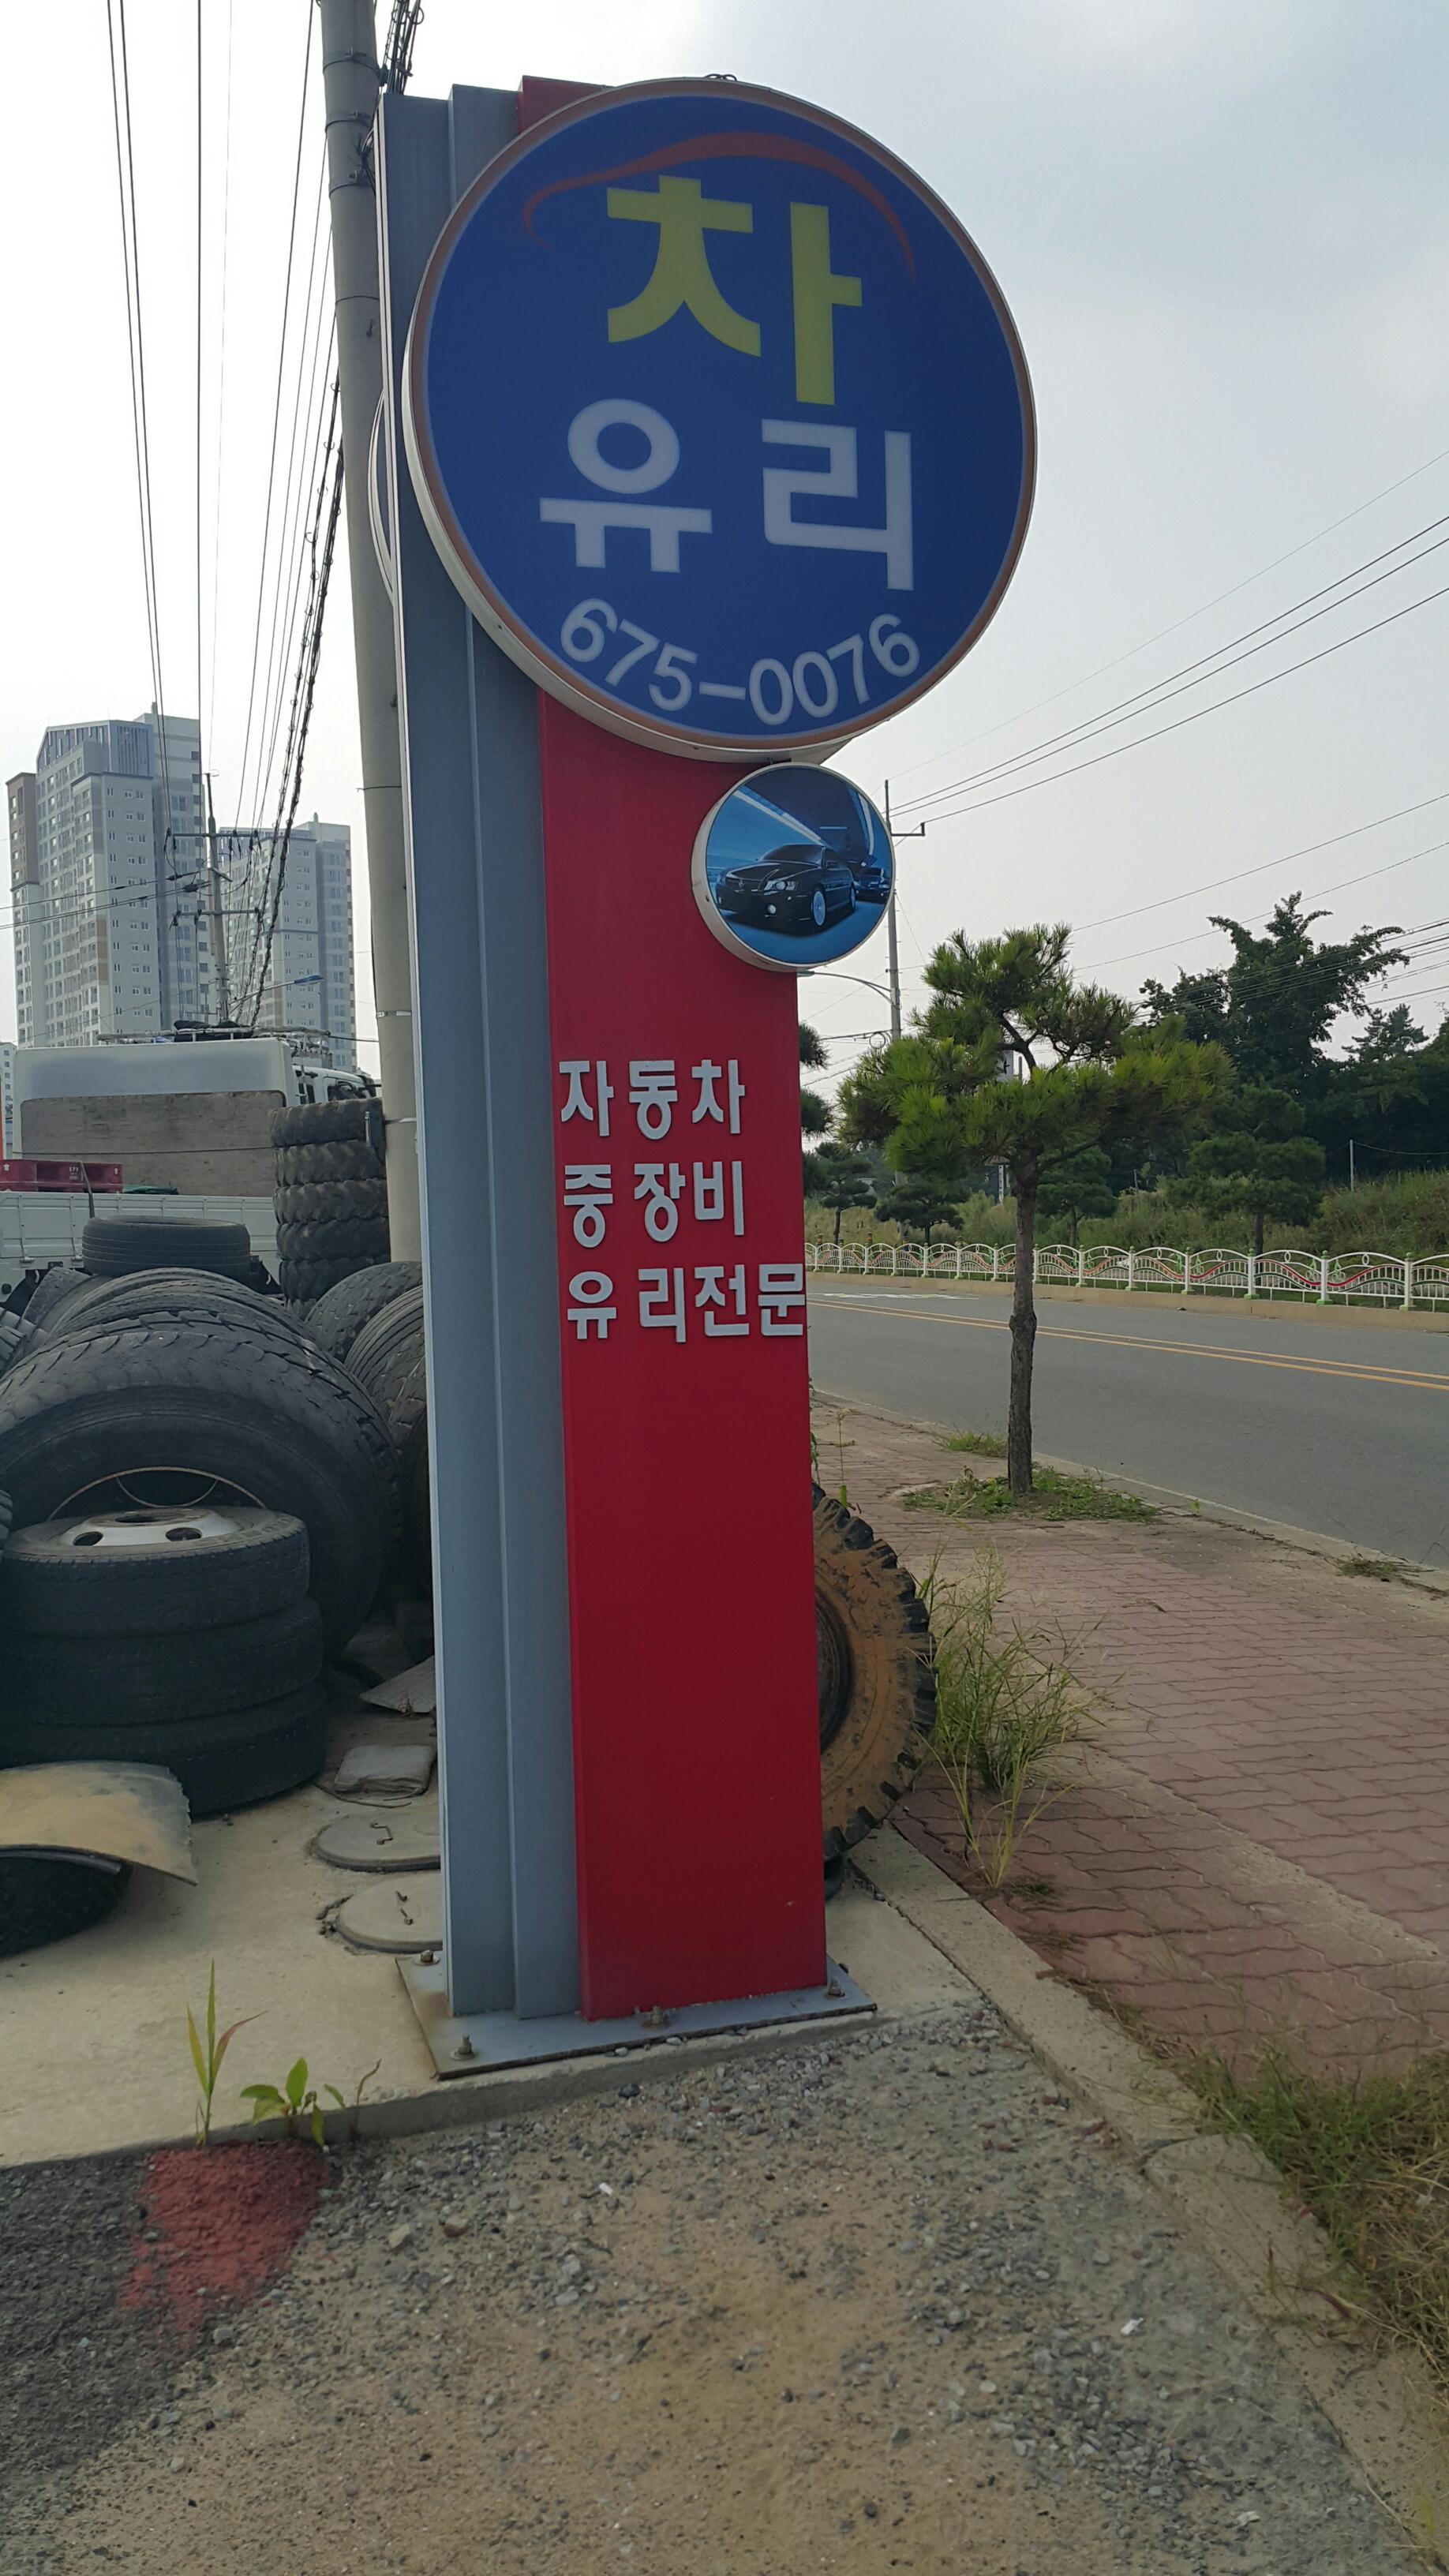 차
유리
675-0076
자동차
중장비
유리전문